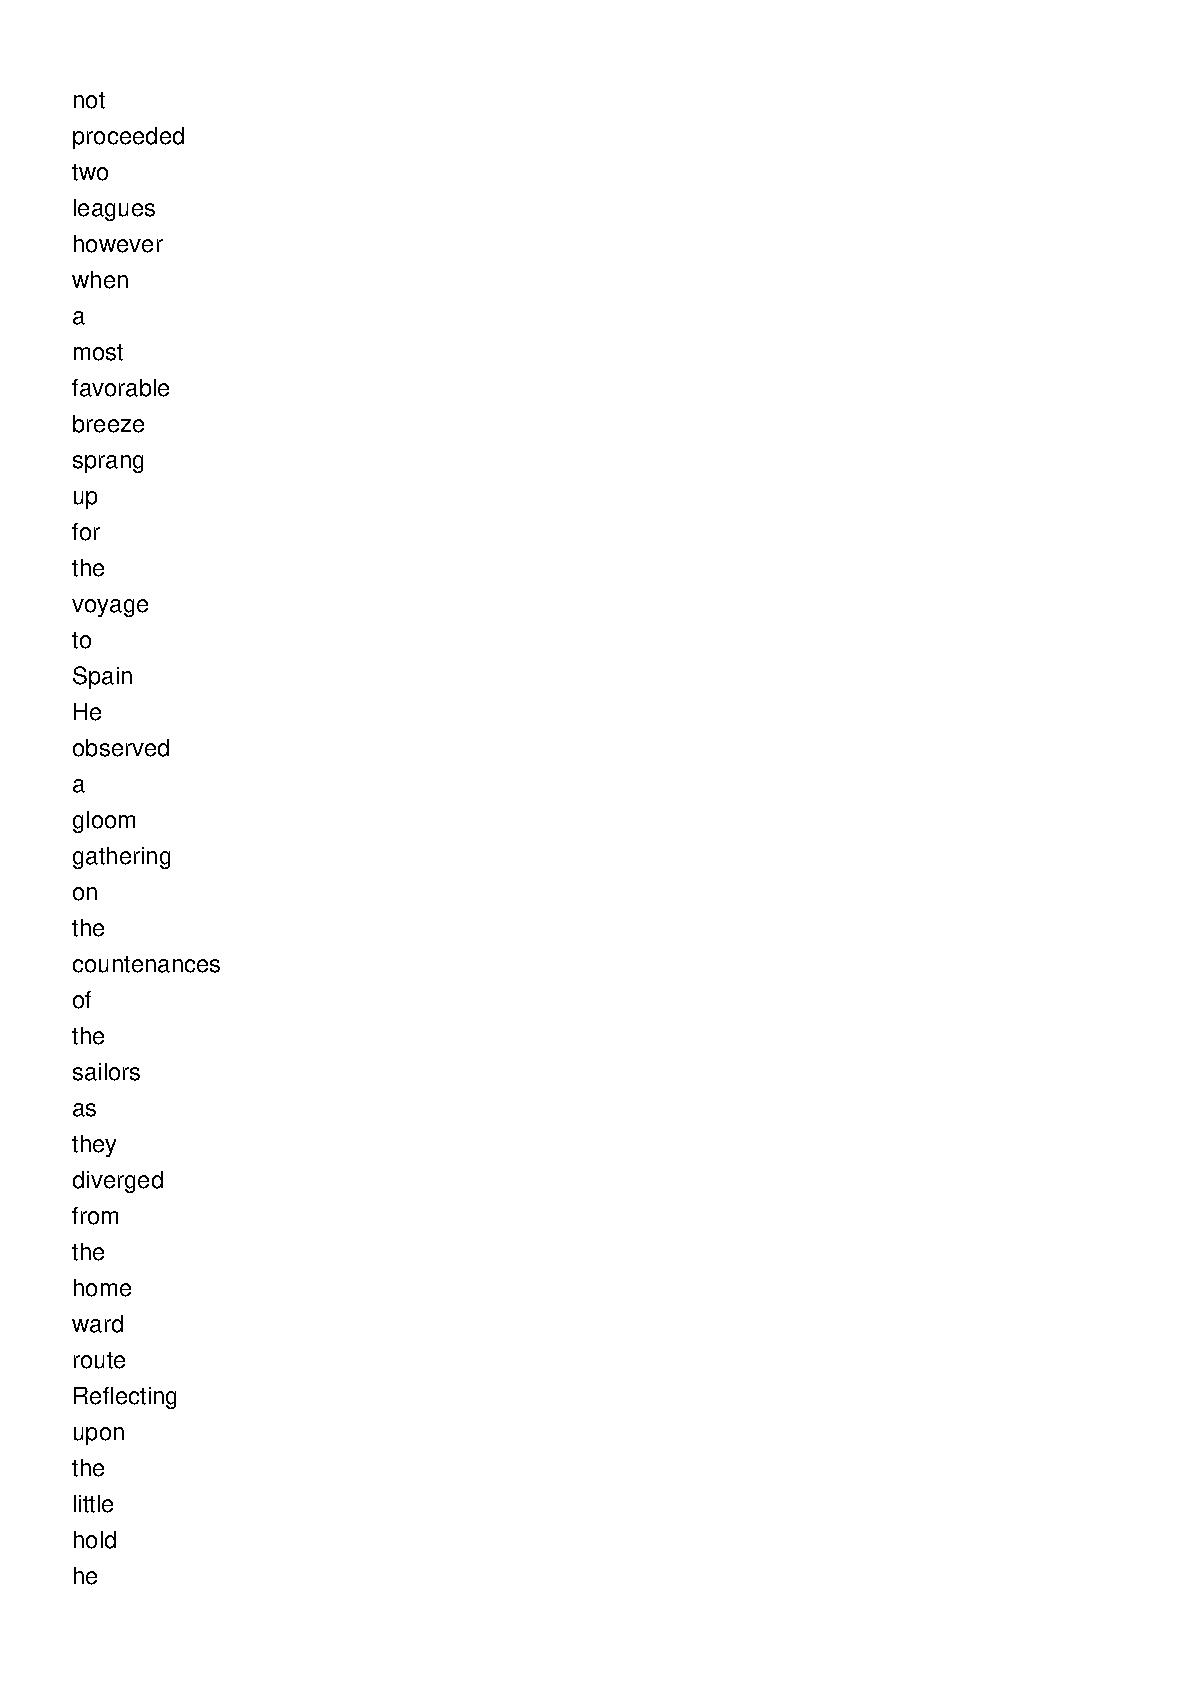 not
proceeded
two
leagues
however
when
a
most
favorable
breeze
sprang
up
for
the
voyage
to
Spain
He
observed
a
gloom
gathering
on
the
countenances
of
the
sailors
as
they
diverged
from
the
home
ward
route
Reflecting
upon
the
little
hold
he